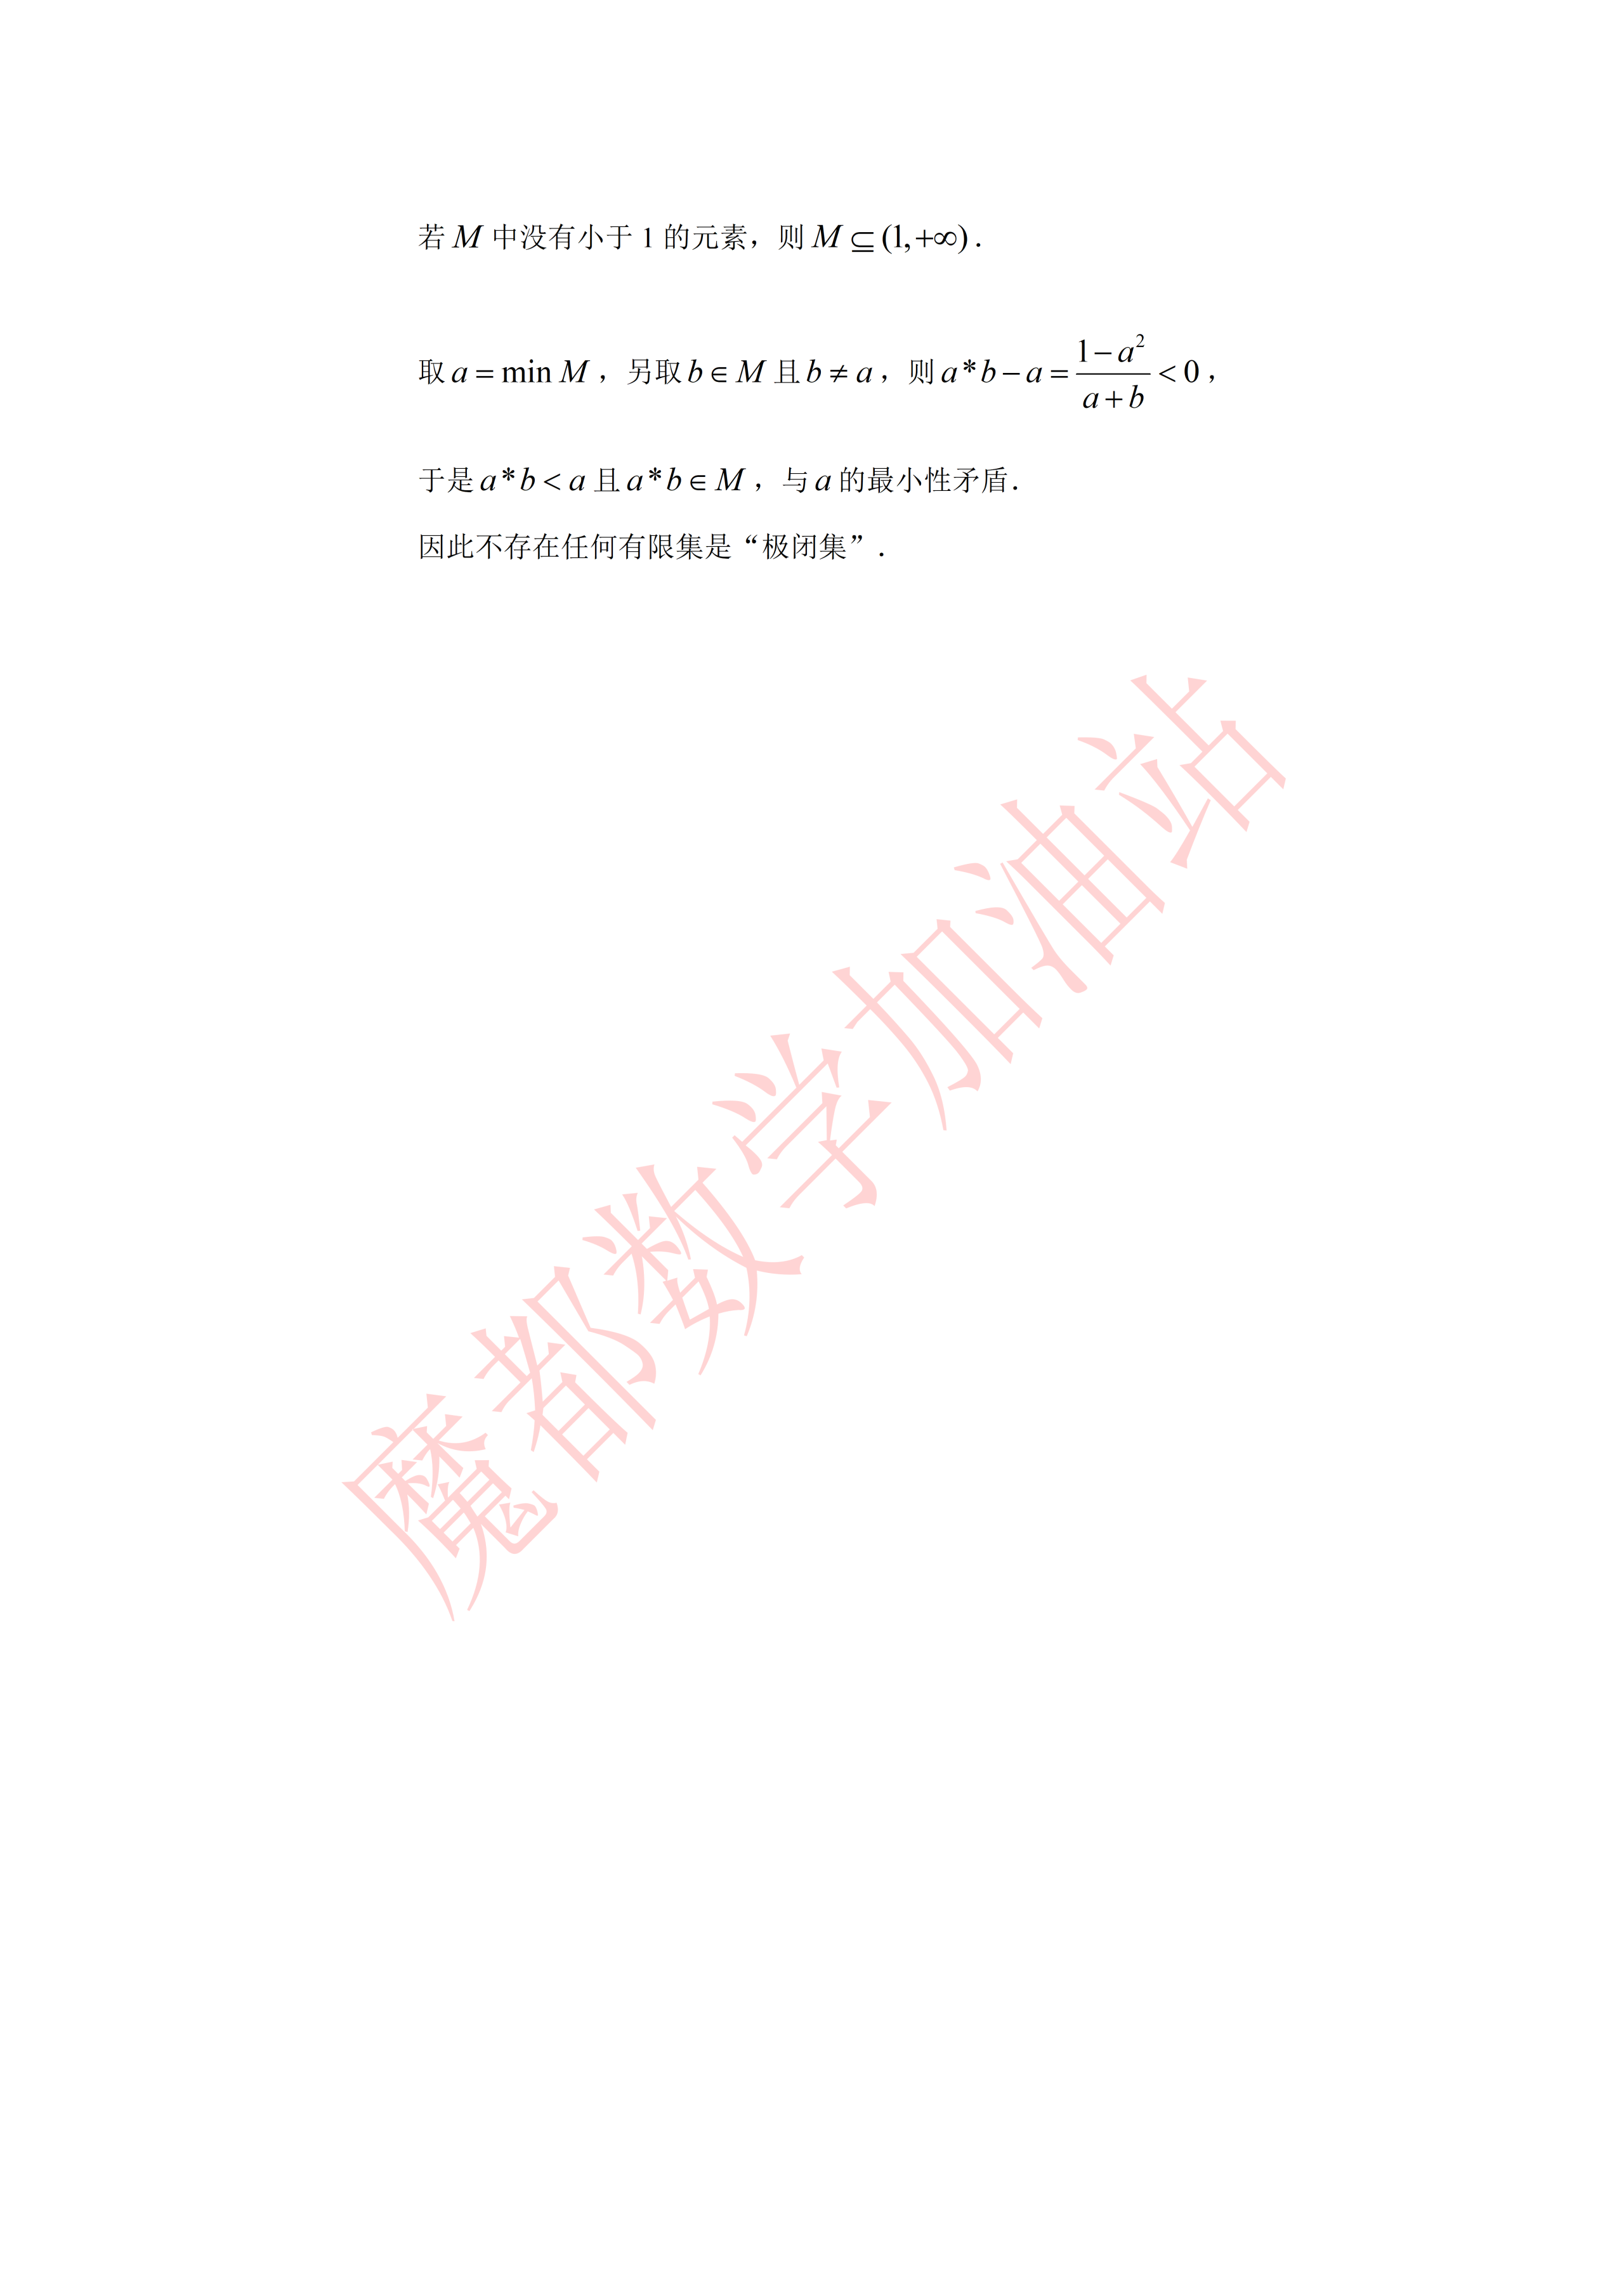 若 M 中没有小于 1 的元素，则 M ⊆ (1,+∞)．
取 a = min M，另取 b ∈ M 且 b ≠ a，则 a * b − a = \frac{1 − a^2}{a + b} < 0，
于是 a * b < a 且 a * b ∈ M，与 a 的最小性矛盾．
因此不存在任何有限集是“极闭集”．
魔都数学加油站